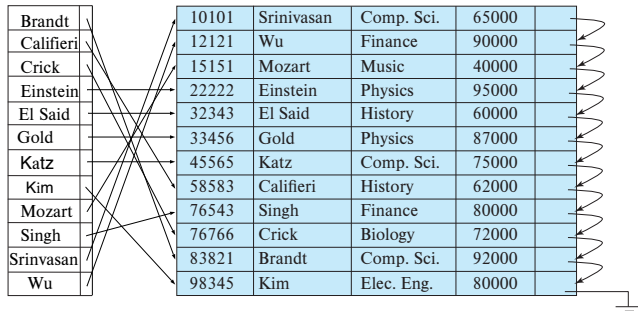 Brandt 10101 Srinivasan Comp. Sci. 65000
Califieri 12121 Wu Finance 90000
Crick 15151 Mozart Music 40000
Einstein 22222 Einstein Physics 95000
El Said 32343 El Said History 60000
Gold 33456 Gold Physics 87000
Katz 45565 Katz Comp. Sci. 75000
Kim 58583 Califieri History 62000
Mozart 76543 Singh Finance 80000
Singh 76766 Crick Biology 72000
Srinvasan 83821 Brandt Comp. Sci. 92000
Wu 98345 Kim Elec. Eng. 80000